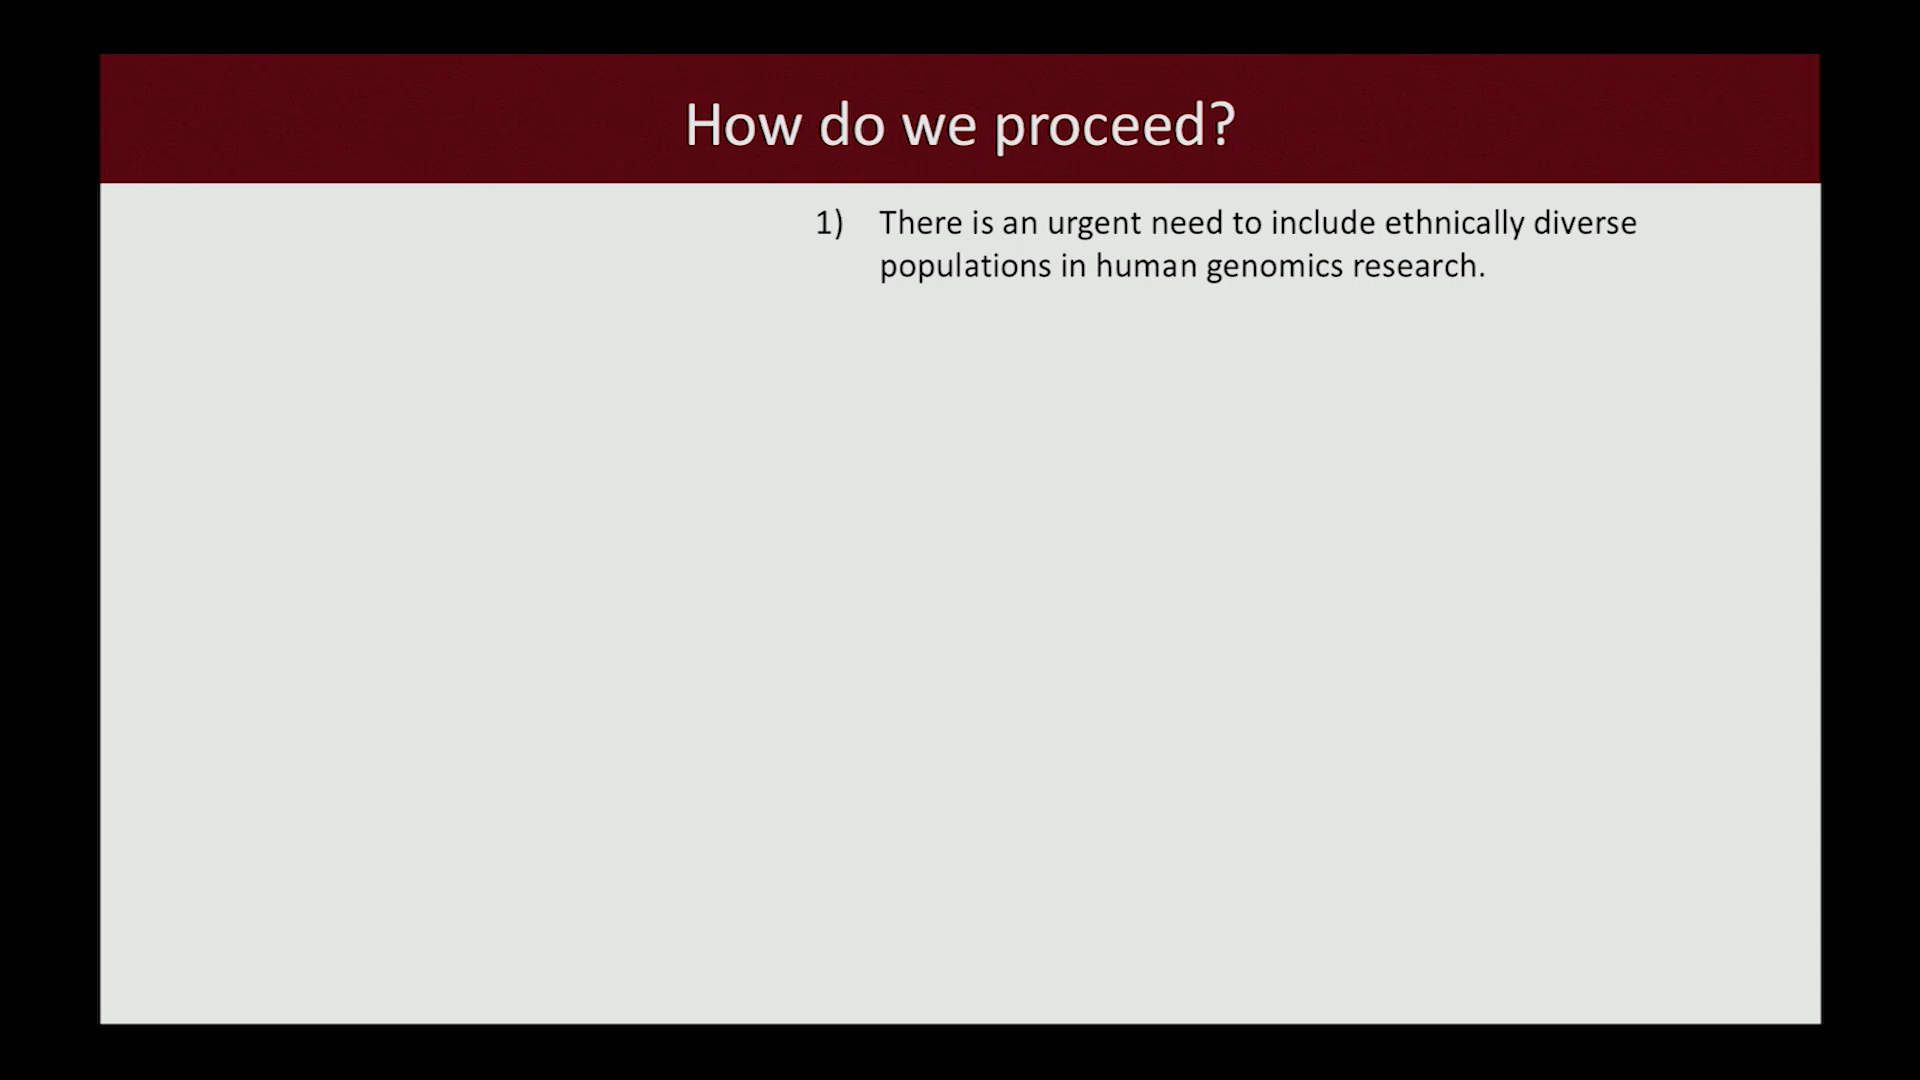 How do we proceed?
1) There is an urgent need to include ethnically diverse
populations in human genomics research.